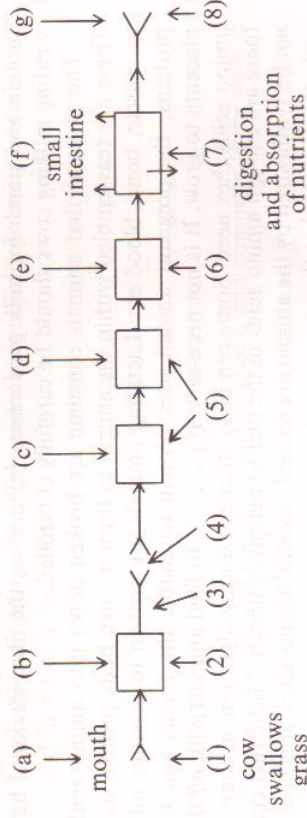 (a) (b) (c) (d) (e) (f) (g)
mouth
small
intestine
(1) (2) (3) (4) (5) (6) (7) (8)
cow
swallows
grass
digestion
and absorption
of nutrients